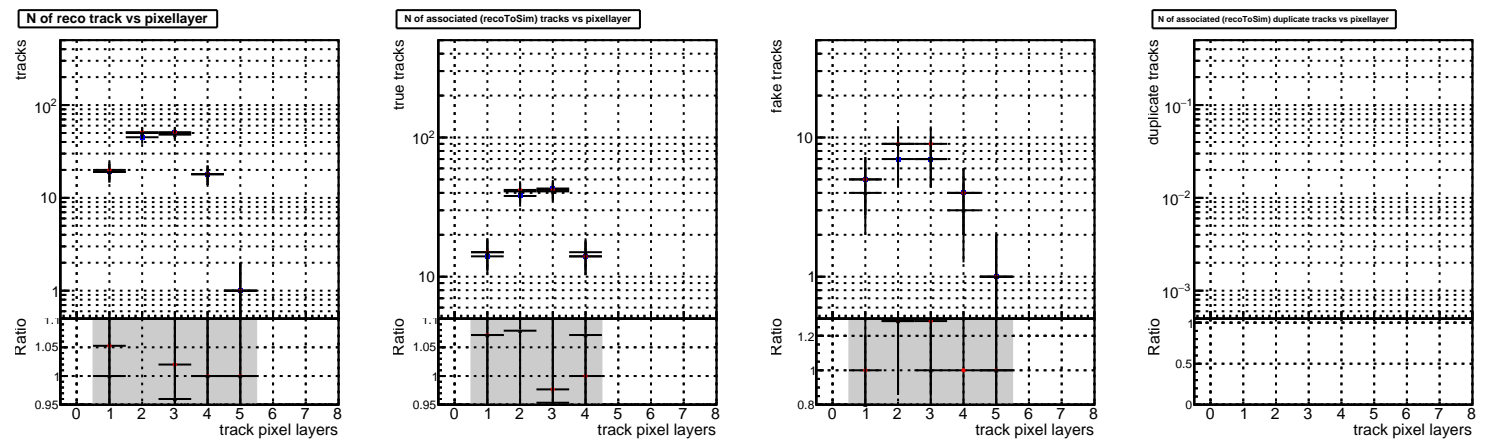 N of reco track vs pixellayer
tracks
10²
10
1
Ratio
1.1
1.05
1
0.95
0 1 2 3 4 5 6 7 8
track pixel layers
N of associated (recoToSim) tracks vs pixellayer
true tracks
10²
10
Ratio
1.1
1.05
1
0.95
0 1 2 3 4 5 6 7 8
track pixel layers
fake tracks
10
1
Ratio
1.2
1
0.8
0 1 2 3 4 5 6 7 8
track pixel layers
N of associated (recoToSim) duplicate tracks vs pixellayer
duplicate tracks
10⁻¹
10⁻²
10⁻³
Ratio
1
0.5
0
0 1 2 3 4 5 6 7 8
track pixel layers